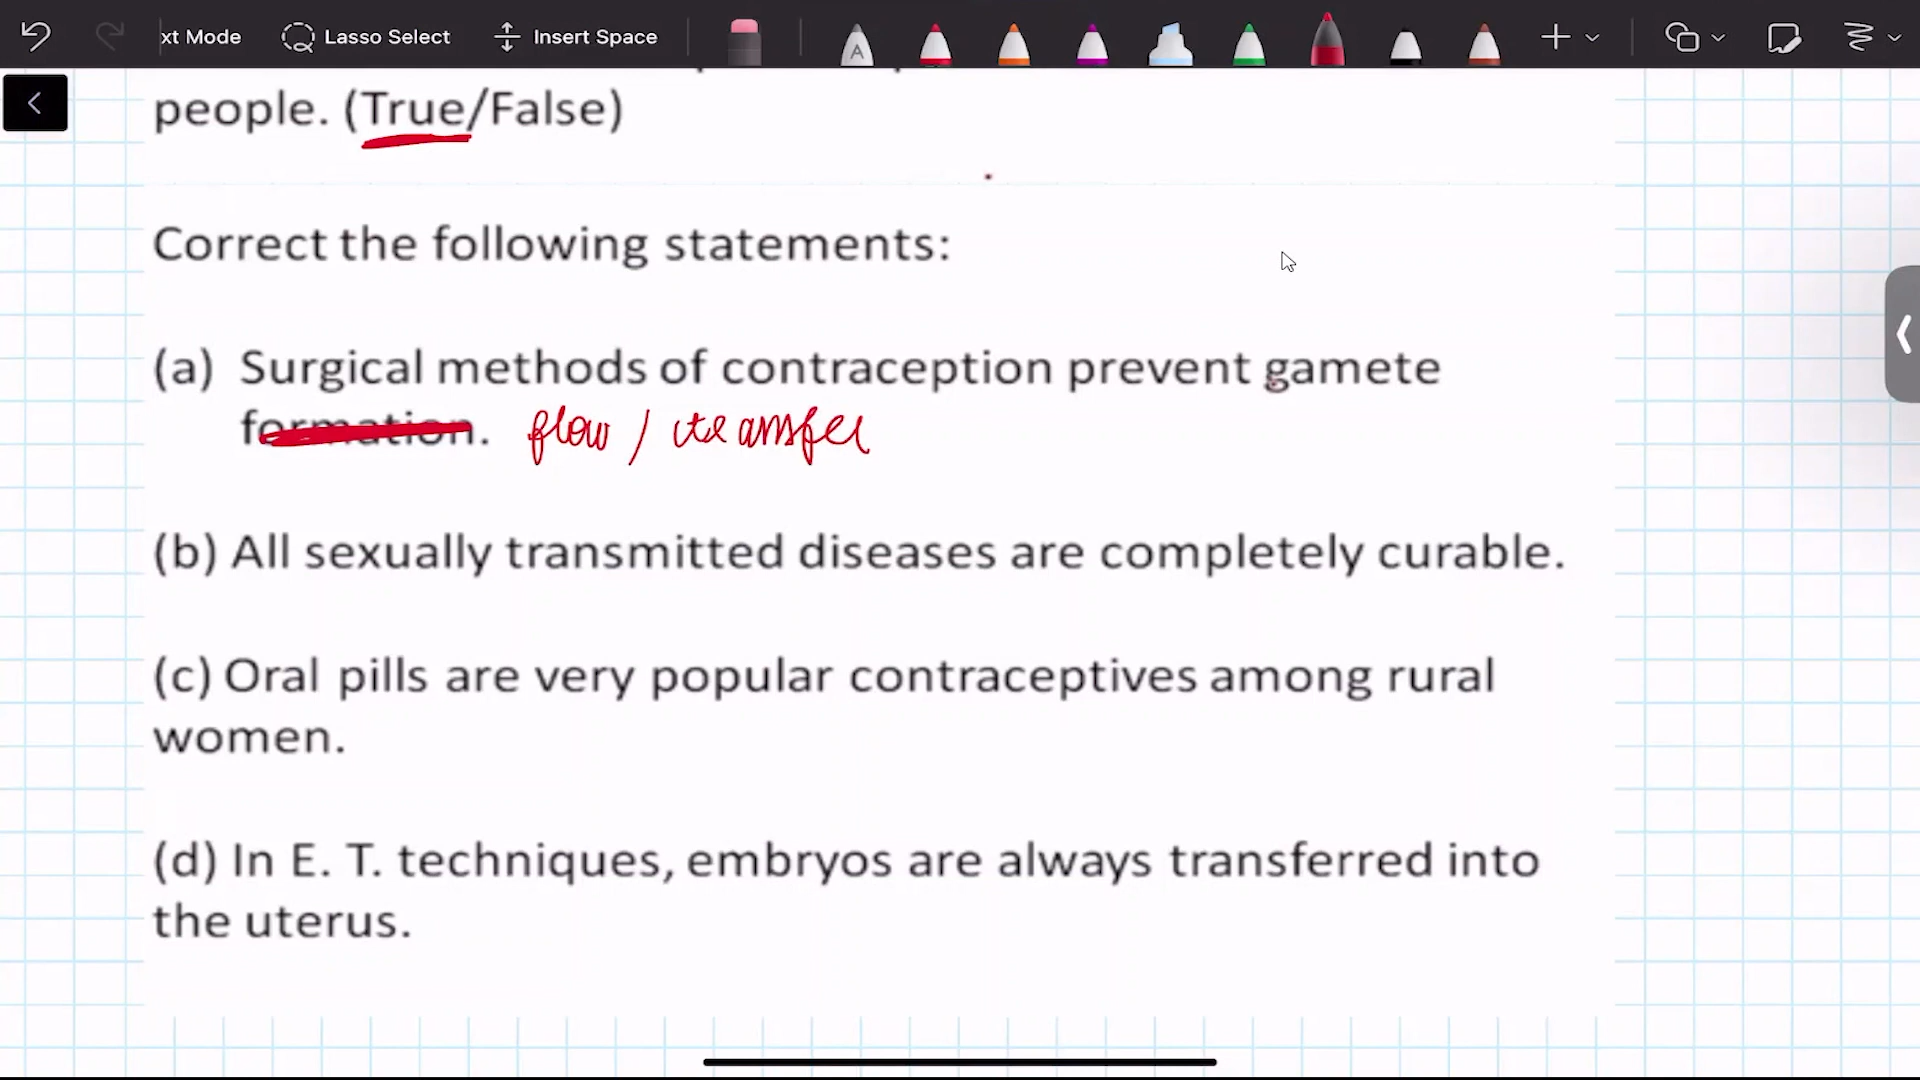 xt Mode Lasso Select Insert Space
people. (True/False)
Correct the following statements:
(a) Surgical methods of contraception prevent gamete
formation. flow / transfer
(b) All sexually transmitted diseases are completely curable.
(c) Oral pills are very popular contraceptives among rural
women.
(d) In E. T. techniques, embryos are always transferred into
the uterus.